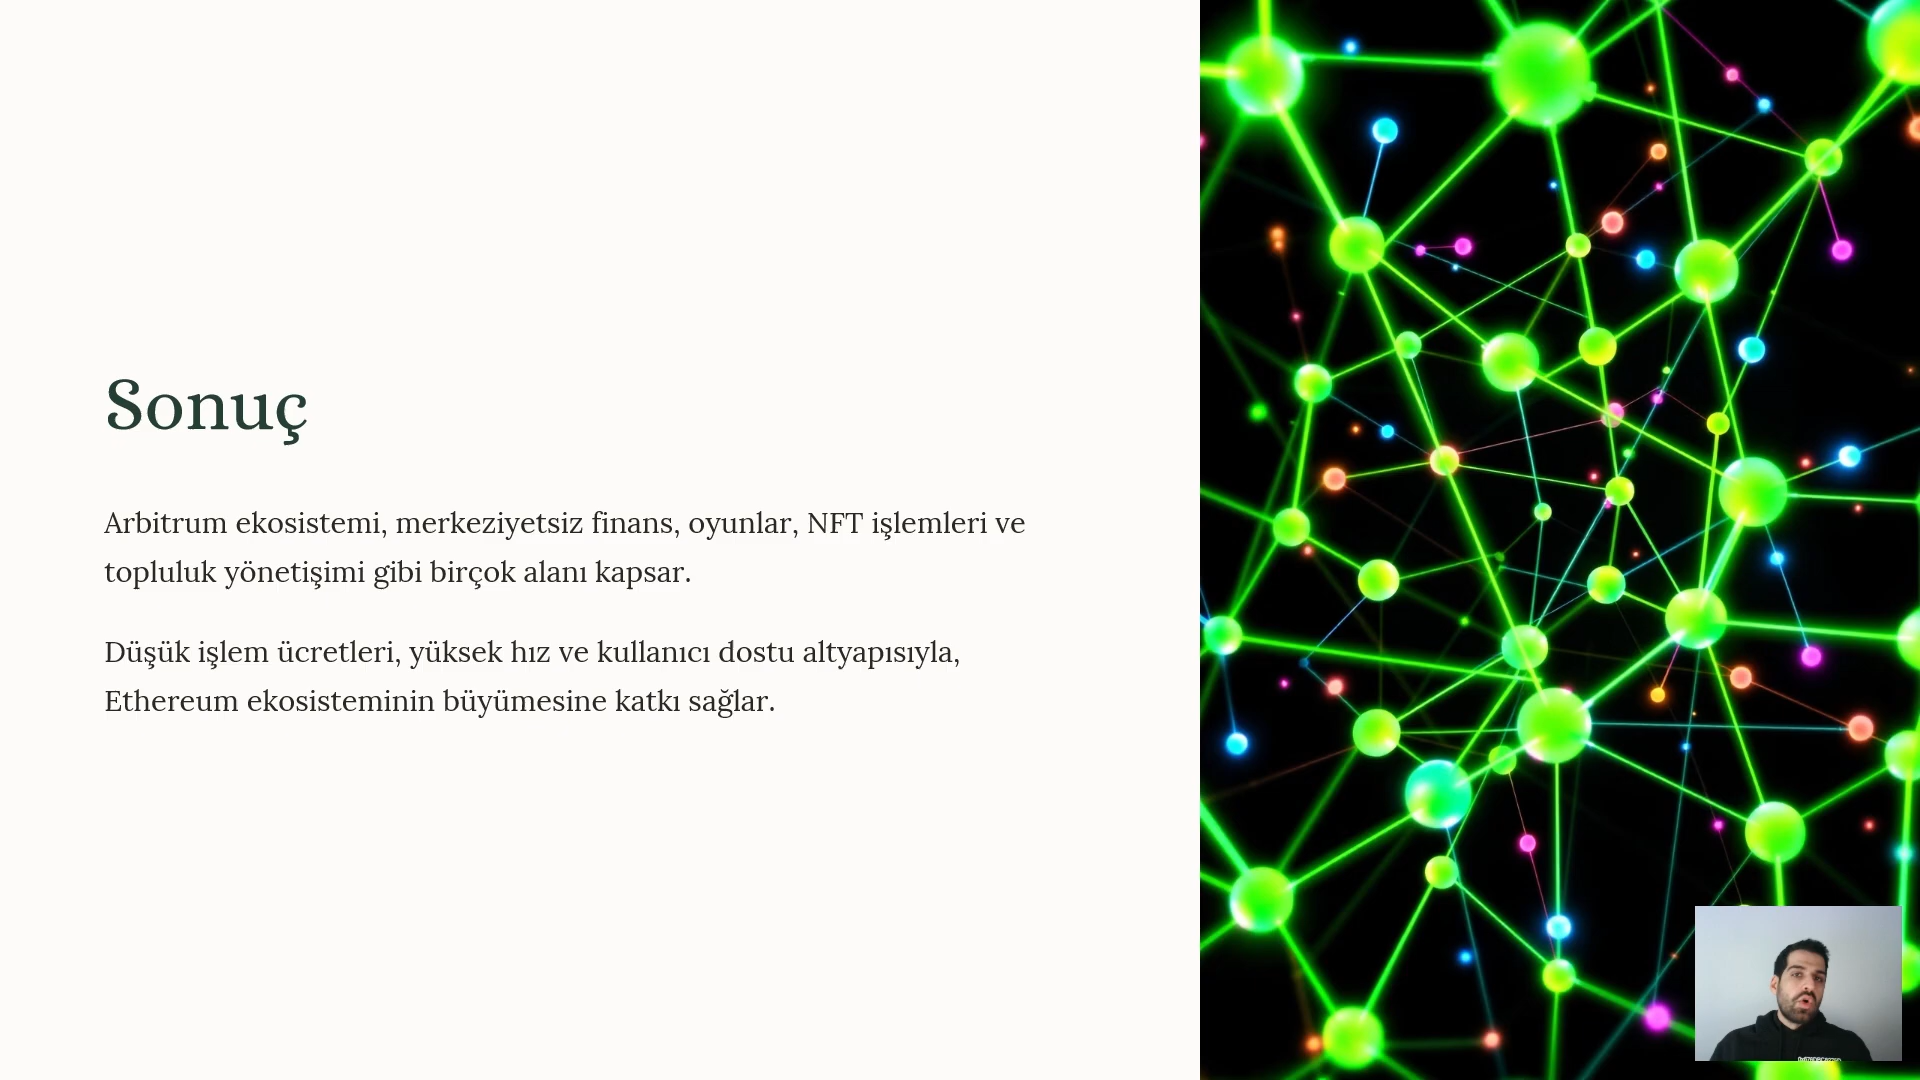 Sonuç
Arbitrum ekosistemi, merkeziyetsiz finans, oyunlar, NFT işlemleri ve
topluluk yönetişimi gibi birçok alanı kapsar.
Düşük işlem ücretleri, yüksek hız ve kullanıcı dostu altyapısıyla,
Ethereum ekosisteminin büyümesine katkı sağlar.